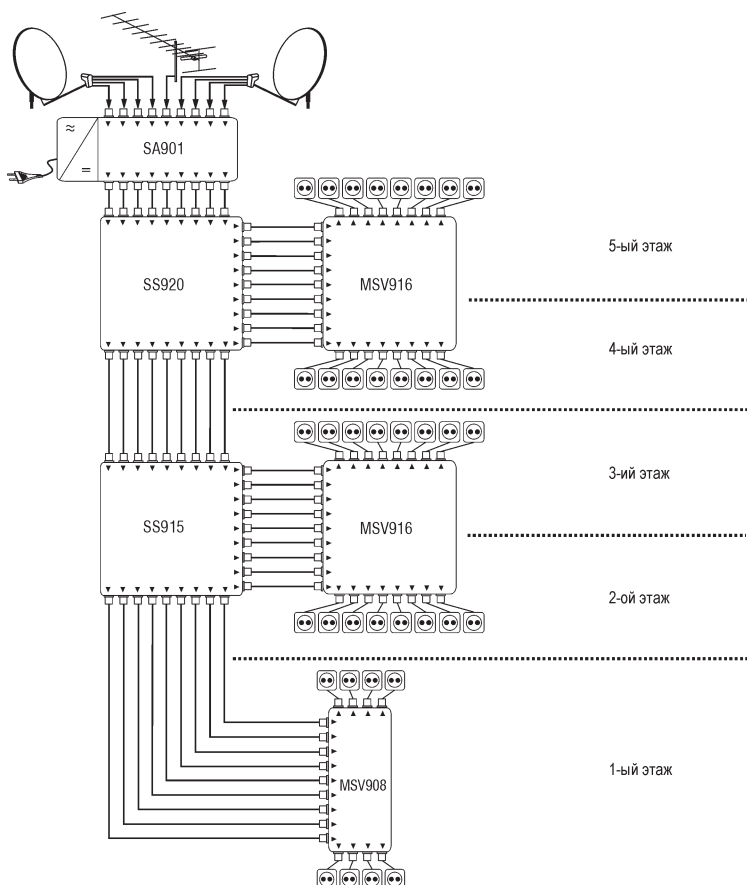 SA901
SS920
MSV916
5-ый этаж
4-ый этаж
SS915
MSV916
3-ий этаж
2-ой этаж
MSV908
1-ый этаж